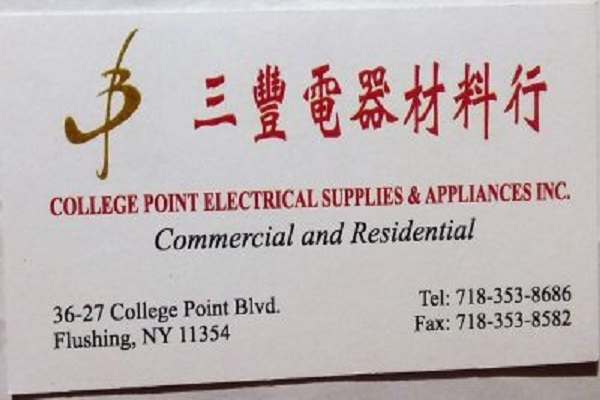 三豐電器材料行
COLLEGE POINT ELECTRICAL SUPPLIES & APPLIANCES INC.
Commercial and Residential
36-27 College Point Blvd.
Flushing, NY 11354
Tel: 718-353-8686
Fax: 718-353-8582